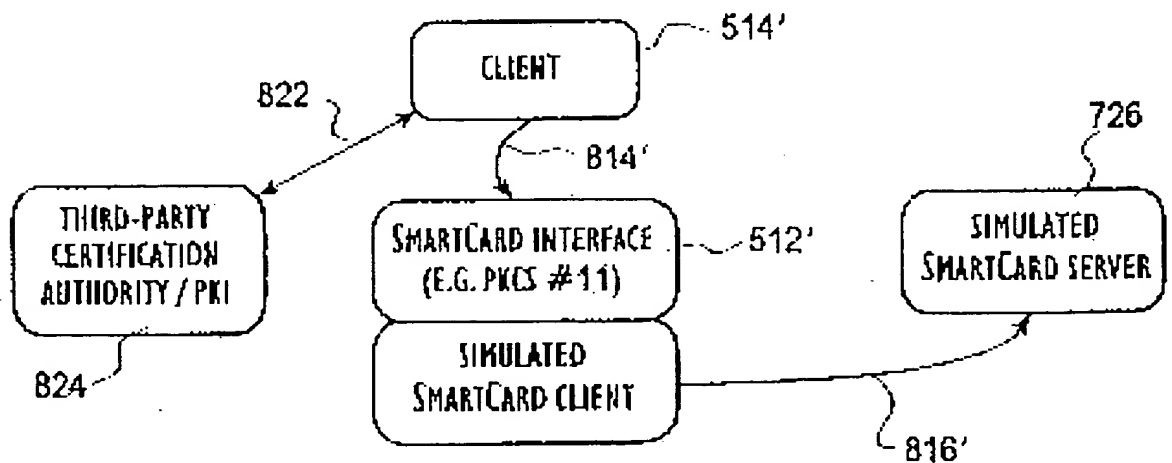 514'
CLIENT
822
814'
726
THIRD-PARTY
CERTIFICATION
AUTHORITY / PKI
SMARTCARD INTERFACE
(E.G. PKCS #11)
512'
SIMULATED
SMARTCARD SERVER
824
SIMULATED
SMARTCARD CLIENT
816'